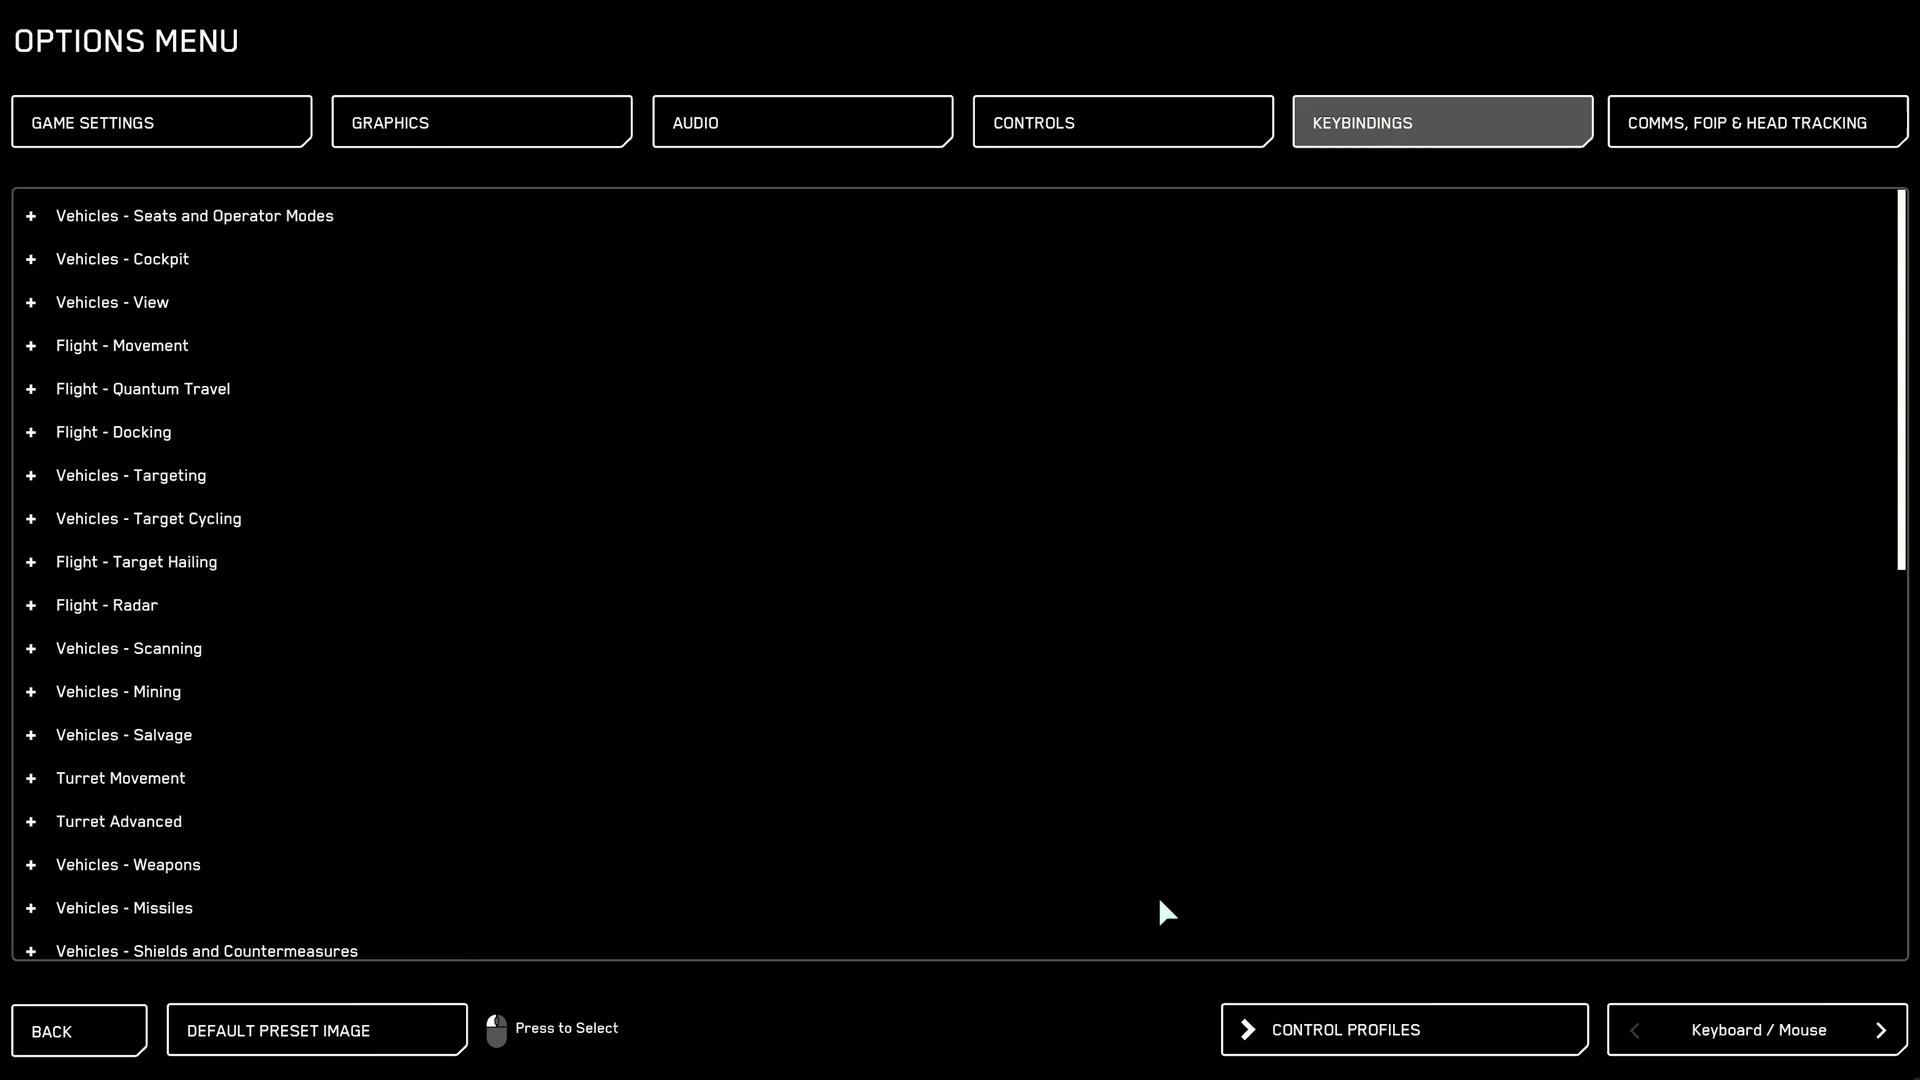 OPTIONS MENU
GAME SETTINGS
GRAPHICS
AUDIO
CONTROLS
KEYBINDINGS
COMMS, FOIP & HEAD TRACKING
+ Vehicles - Seats and Operator Modes
+ Vehicles - Cockpit
+ Vehicles - View
+ Flight - Movement
+ Flight - Quantum Travel
+ Flight - Docking
+ Vehicles - Targeting
+ Vehicles - Target Cycling
+ Flight - Target Hailing
+ Flight - Radar
+ Vehicles - Scanning
+ Vehicles - Mining
+ Vehicles - Salvage
+ Turret Movement
+ Turret Advanced
+ Vehicles - Weapons
+ Vehicles - Missiles
+ Vehicles - Shields and Countermeasures
BACK
DEFAULT PRESET IMAGE
Press to Select
CONTROL PROFILES
Keyboard / Mouse